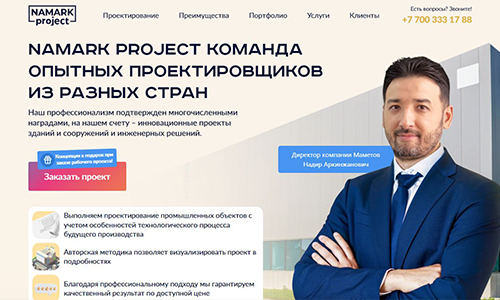 NAMARK
project
Проектирование
Преимущества
Портфолио
Услуги
Клиенты
Есть вопросы? Звоните!
+7 700 333 17 88
NAMARK PROJECT КОМАНДА
ОПЫТНЫХ ПРОЕКТИРОВЩИКОВ
ИЗ РАЗНЫХ СТРАН
Наш профессионализм подтвержден многочисленными
наградами, на нашем счету – инновационные проекты
зданий и сооружений и инженерных решений.
Концепция в подарок при
заказе рабочего проекта!
Заказать проект
Директор компании Маметов
Надир Аркинжанович
Выполняем проектирование промышленных объектов с
учетом особенностей технологического процесса
будущего производства
Авторская методика позволяет визуализировать проект в
подробностях
Благодаря профессиональному подходу мы гарантируем
качественный результат по доступной цене